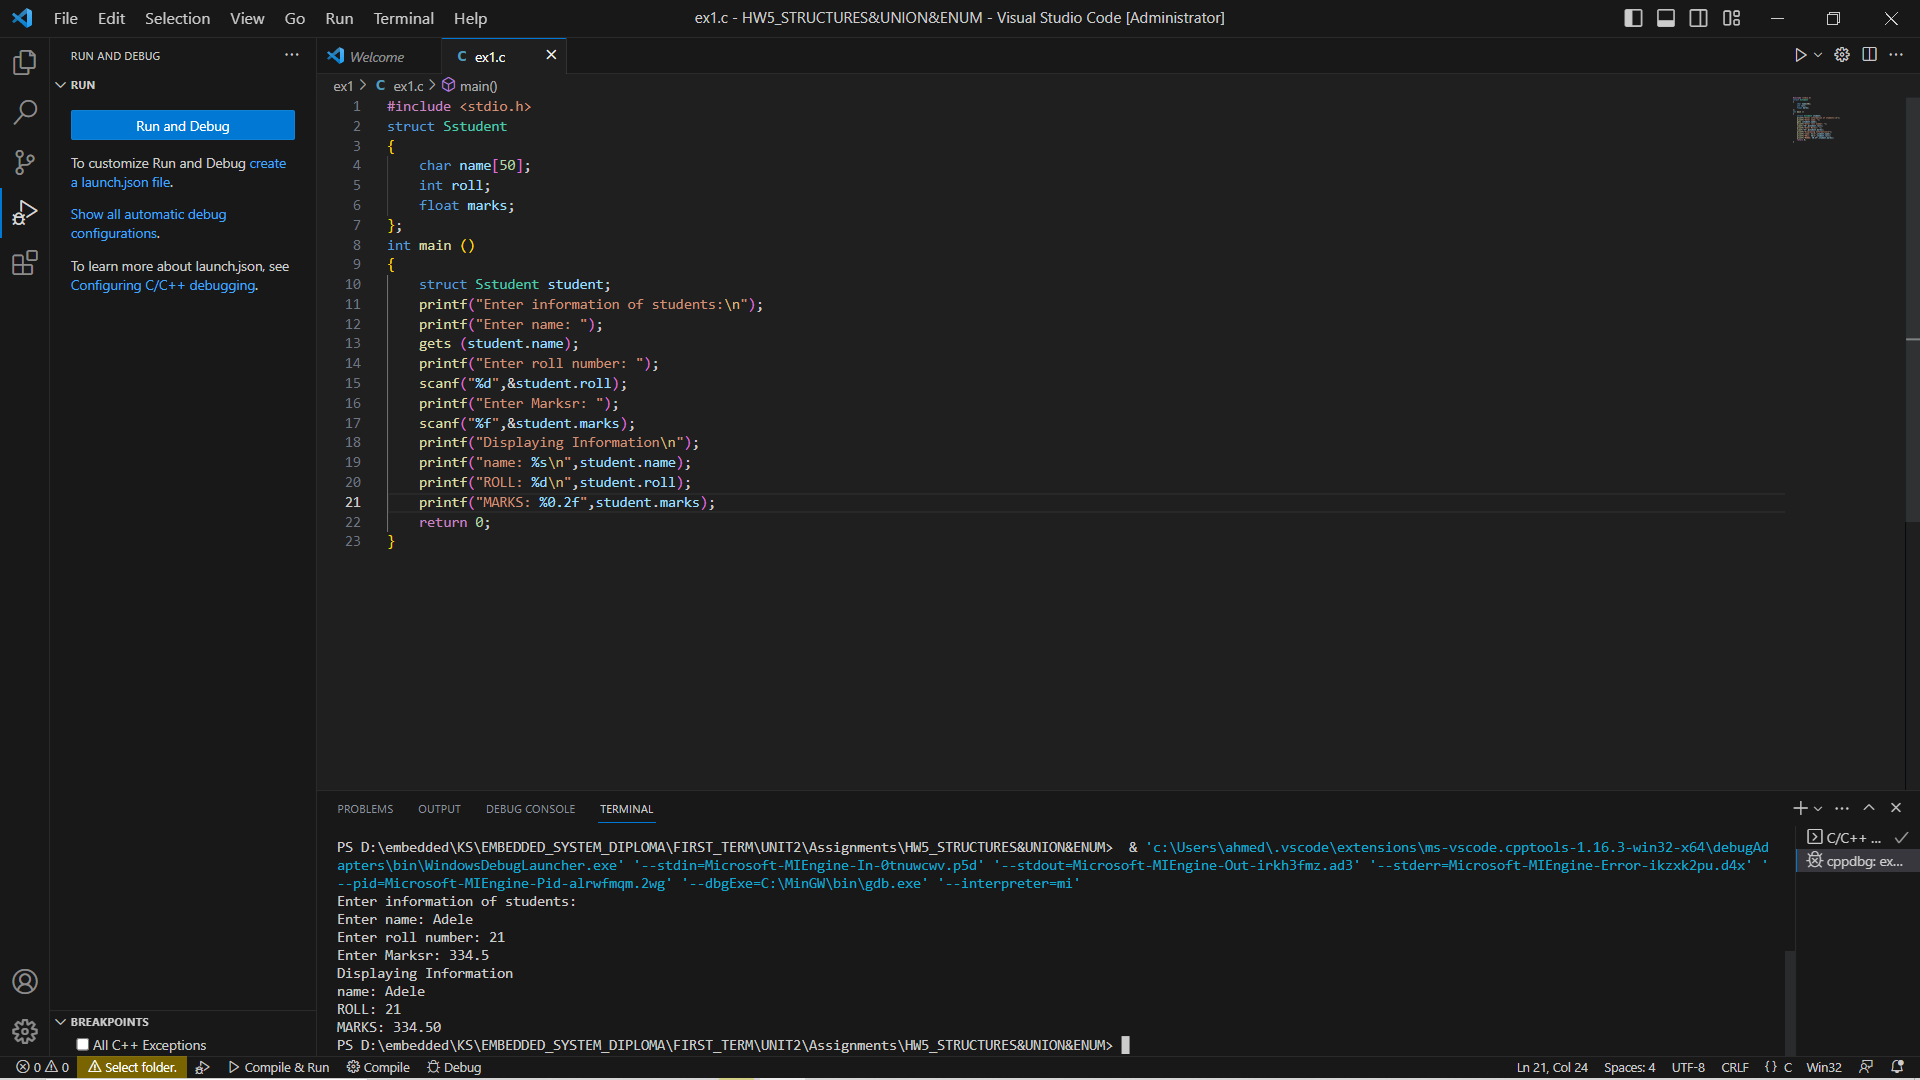 File Edit Selection View Go Run Terminal Help
ex1.c - HW5_STRUCTURES&UNION&ENUM - Visual Studio Code [Administrator]
RUN AND DEBUG
RUN
Run and Debug
To customize Run and Debug create
a launch.json file.
Show all automatic debug
configurations.
To learn more about launch.json, see
Configuring C/C++ debugging.
Welcome
C ex1.c
ex1 > C ex1.c > main()
1 #include <stdio.h>
2 struct Sstudent
3 {
4 char name[50];
5 int roll;
6 float marks;
7 };
8 int main ()
9 {
10 struct Sstudent student;
11 printf("Enter information of students:\n");
12 printf("Enter name: ");
13 gets (student.name);
14 printf("Enter roll number: ");
15 scanf("%d",&student.roll);
16 printf("Enter Marksr: ");
17 scanf("%f",&student.marks);
18 printf("Displaying Information\n");
19 printf("name: %s\n",student.name);
20 printf("ROLL: %d\n",student.roll);
21 printf("MARKS: %0.2f",student.marks);
22 return 0;
23 }
PROBLEMS OUTPUT DEBUG CONSOLE TERMINAL
PS D:\embedded\KS\EMBEDDED_SYSTEM_DIPLOMA\FIRST_TERM\UNIT2\Assignments\HW5_STRUCTURES&UNION&ENUM> & 'c:\Users\ahmed\.vscode\extensions\ms-vscode.cpptools-1.16.3-win32-x64\debugAd
apters\bin\WindowsDebugLauncher.exe' '--stdin=Microsoft-MIEngine-In-0tnuwcwv.p5d' '--stdout=Microsoft-MIEngine-Out-irkh3fmz.ad3' '--stderr=Microsoft-MIEngine-Error-ikzxk2pu.d4x' '
--pid=Microsoft-MIEngine-Pid-alrwfmqm.2wg' '--dbgExe=C:\MinGW\bin\gdb.exe' '--interpreter=mi'
Enter information of students:
Enter name: Adele
Enter roll number: 21
Enter Marksr: 334.5
Displaying Information
name: Adele
ROLL: 21
MARKS: 334.50
PS D:\embedded\KS\EMBEDDED_SYSTEM_DIPLOMA\FIRST_TERM\UNIT2\Assignments\HW5_STRUCTURES&UNION&ENUM>
C/C++ ...
cppdbg: ex...
BREAKPOINTS
All C++ Exceptions
0 0 Select folder. Compile & Run Compile Debug
Ln 21, Col 24 Spaces: 4 UTF-8 CRLF {} C Win32